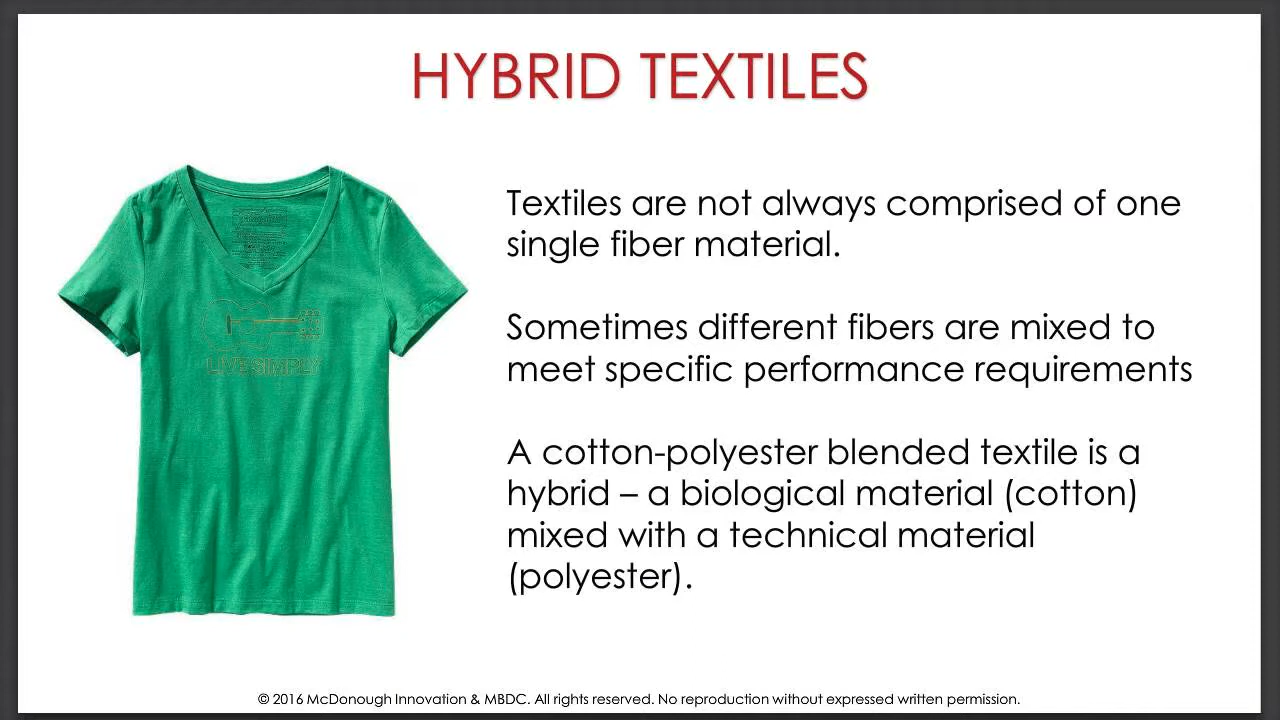 HYBRID TEXTILES
LIVE SIMPLY
Textiles are not always comprised of one
single fiber material.
Sometimes different fibers are mixed to
meet specific performance requirements
A cotton-polyester blended textile is a
hybrid – a biological material (cotton)
mixed with a technical material
(polyester).
© 2016 McDonough Innovation & MBDC. All rights reserved. No reproduction without expressed written permission.